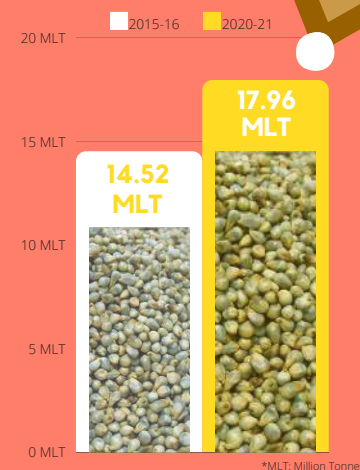 2015-16 2020-21
20 MLT
17.96
MLT
15 MLT
14.52
MLT
10 MLT
5 MLT
0 MLT
*MLT: Million Tonne